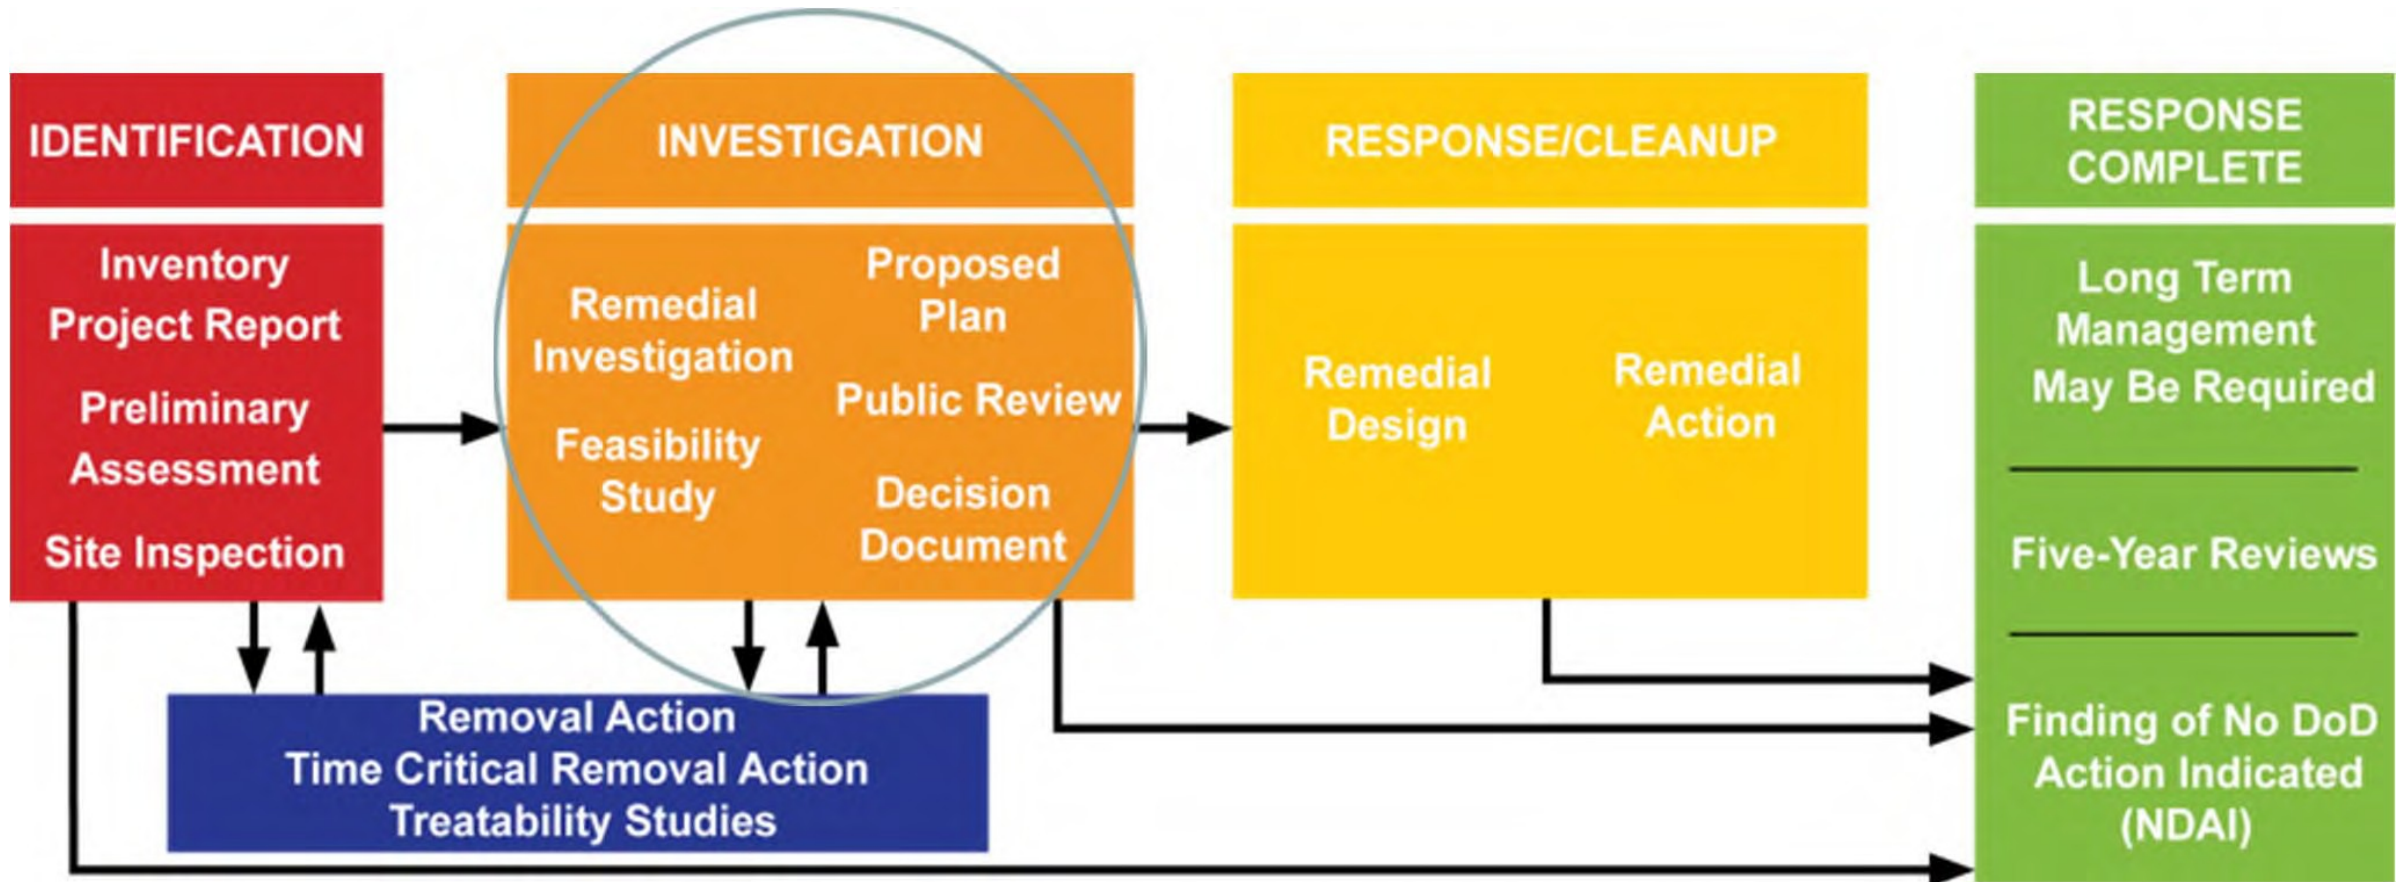 IDENTIFICATION
Inventory
Project Report
Preliminary
Assessment
Site Inspection
INVESTIGATION
Remedial
Investigation
Feasibility
Study
Proposed
Plan
Public Review
Decision
Document
RESPONSE/CLEANUP
Remedial
Design
Remedial
Action
RESPONSE
COMPLETE
Long Term
Management
May Be Required
Five-Year Reviews
Finding of No DoD
Action Indicated
(NDAI)
Removal Action
Time Critical Removal Action
Treatability Studies